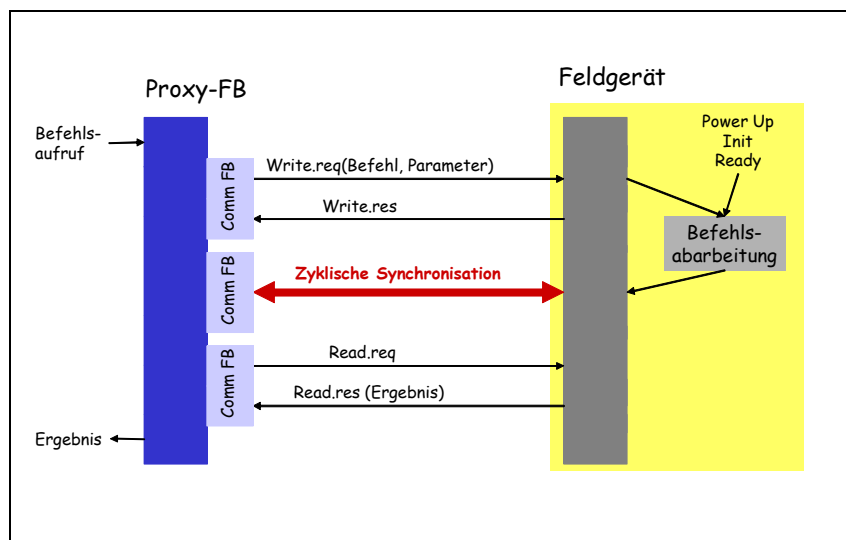 Proxy-FB
Feldgerät
Befehls-
aufruf
Power Up
Init
Ready
Comm FB
Write.req(Befehl, Parameter)
Write.res
Befehls-
abarbeitung
Comm FB
Zyklische Synchronisation
Comm FB
Read.req
Read.res (Ergebnis)
Ergebnis